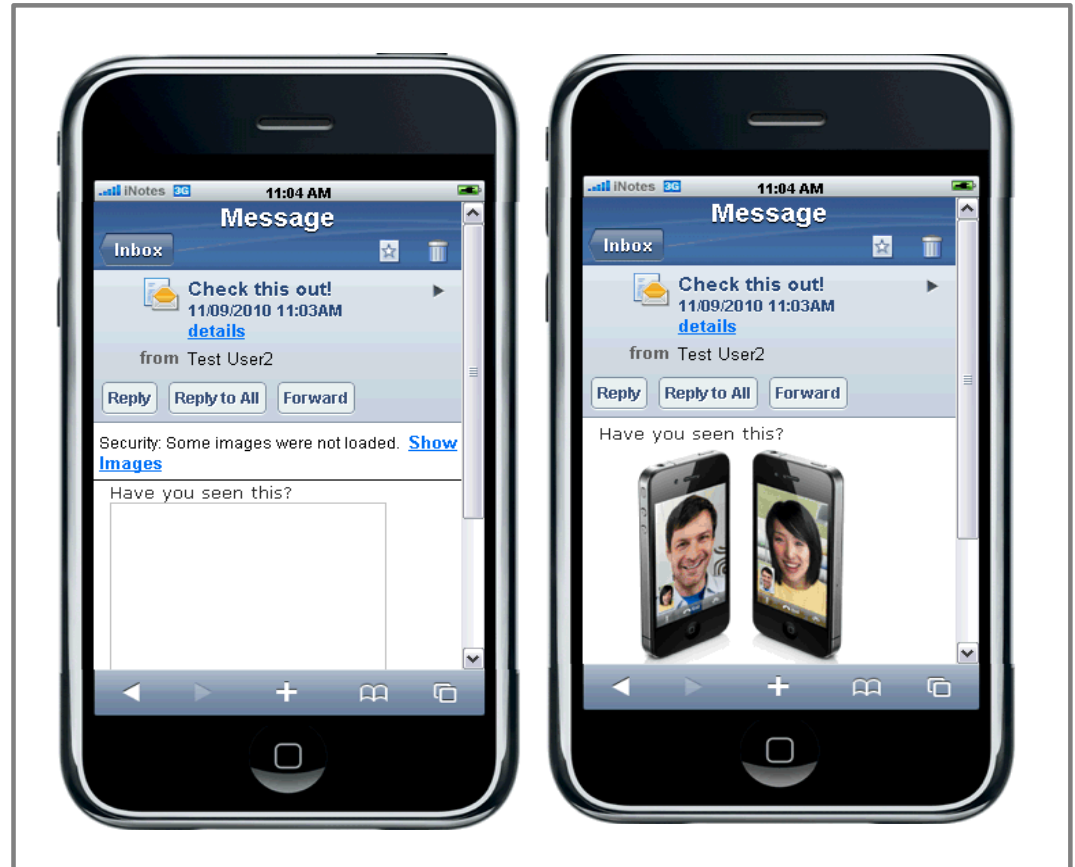 iNotes 3G 11:04 AM
Message
Inbox
Check this out!
11/09/2010 11:03AM
details
from Test User2
Reply Reply to All Forward
Security: Some images were not loaded. Show
Images
Have you seen this?
iNotes 3G 11:04 AM
Message
Inbox
Check this out!
11/09/2010 11:03AM
details
from Test User2
Reply Reply to All Forward
Have you seen this?